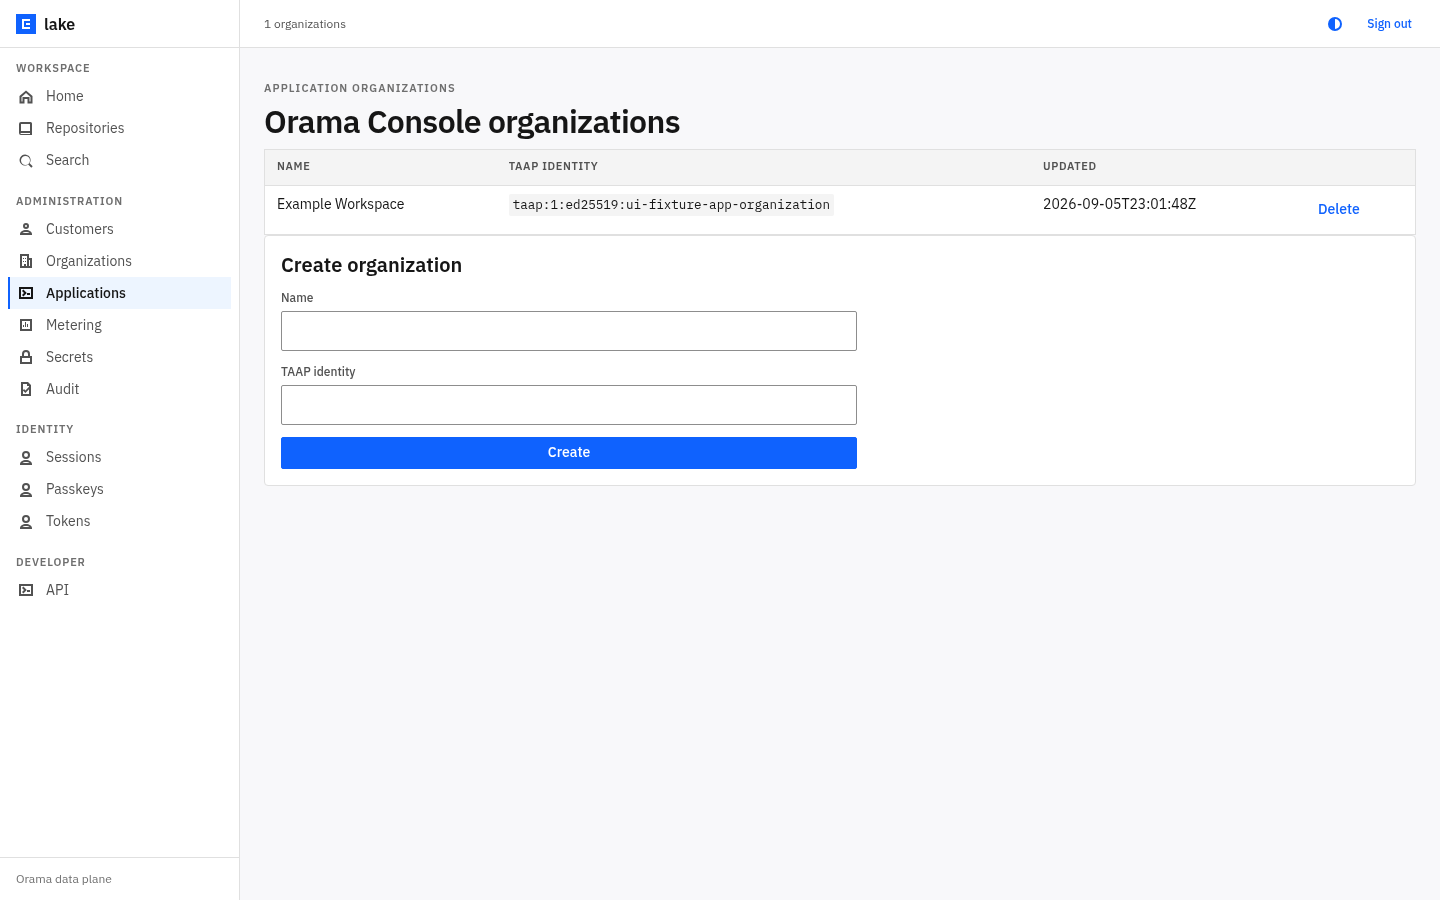 lake
1 organizations
Sign out
WORKSPACE
Home
Repositories
Search
ADMINISTRATION
Customers
Organizations
Applications
Metering
Secrets
Audit
IDENTITY
Sessions
Passkeys
Tokens
DEVELOPER
API
Orama data plane
APPLICATION ORGANIZATIONS
Orama Console organizations
NAME TAAP IDENTITY UPDATED
Example Workspace taap:1:ed25519:ui-fixture-app-organization 2026-09-05T23:01:48Z Delete
Create organization
Name
TAAP identity
Create